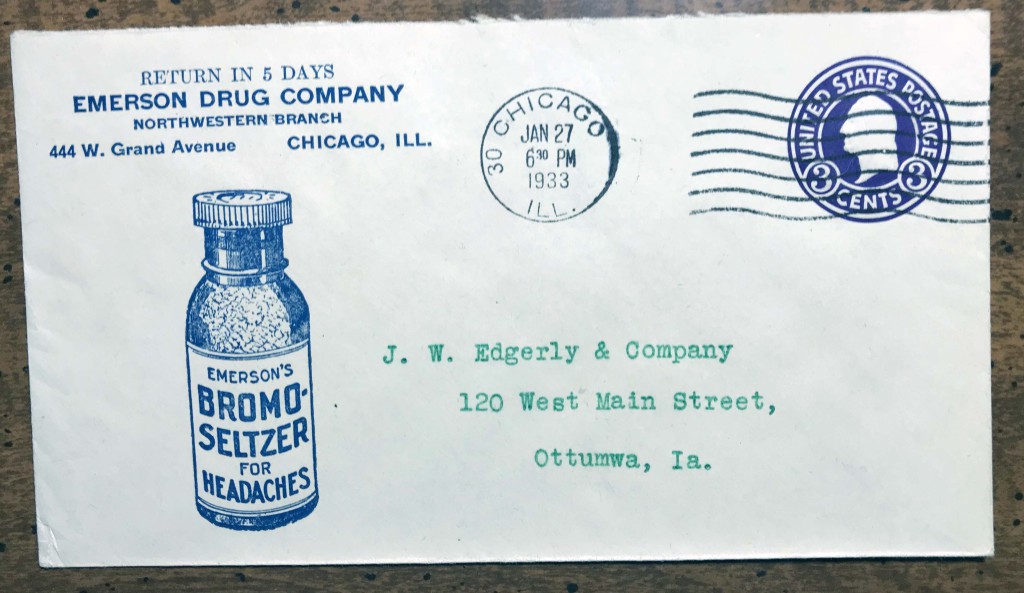 RETURN IN 5 DAYS
EMERSON DRUG COMPANY
NORTHWESTERN BRANCH
444 W. Grand Avenue CHICAGO, ILL.
30 CHICAGO
JAN 27
6 30 PM
1933
ILL.
UNITED STATES POSTAGE
3 CENTS 3
EMERSON'S
BROMO-
SELTZER
FOR
HEADACHES
J. W. Edgerly & Company
120 West Main Street,
Ottumwa, Ia.